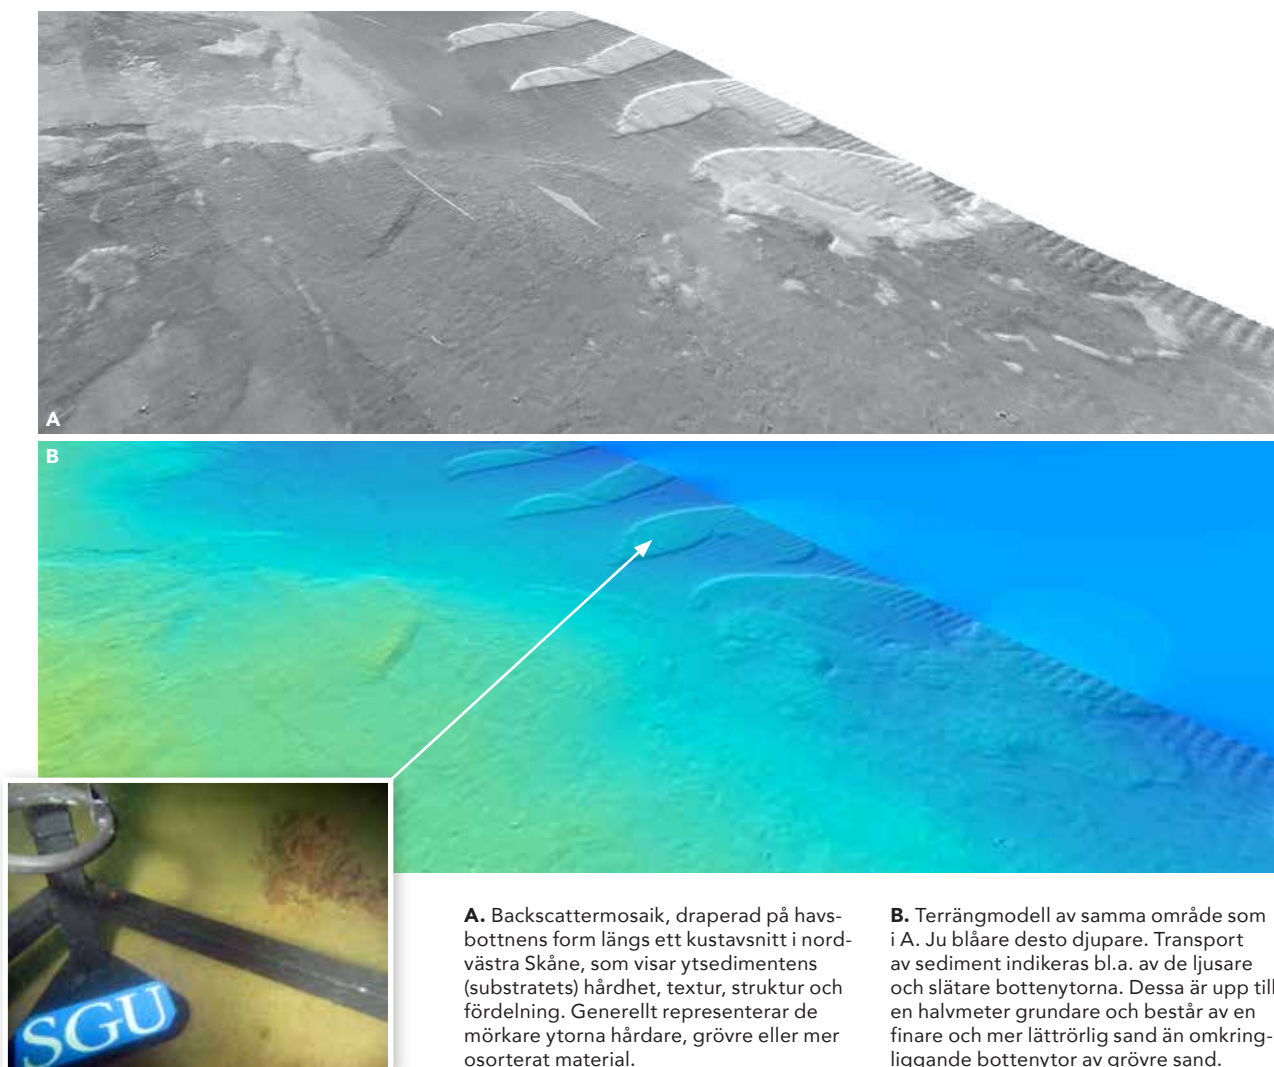 A
B
SGU
A. Backscattermosaik, draperad på havs-
bottnens form längs ett kustavsnitt i nord-
västra Skåne, som visar ytsedimentens
(substratets) hårdhet, textur, struktur och
fördelning. Generellt representerar de
mörkare ytorna hårdare, grövre eller mer
osorterat material.
B. Terrängmodell av samma område som
i A. Ju blåare desto djupare. Transport
av sediment indikeras bl.a. av de ljusare
och slätare bottenytorna. Dessa är upp till
en halvmeter grundare och består av en
finare och mer lättrörlig sand än omkring-
liggande bottenytor av grövre sand.